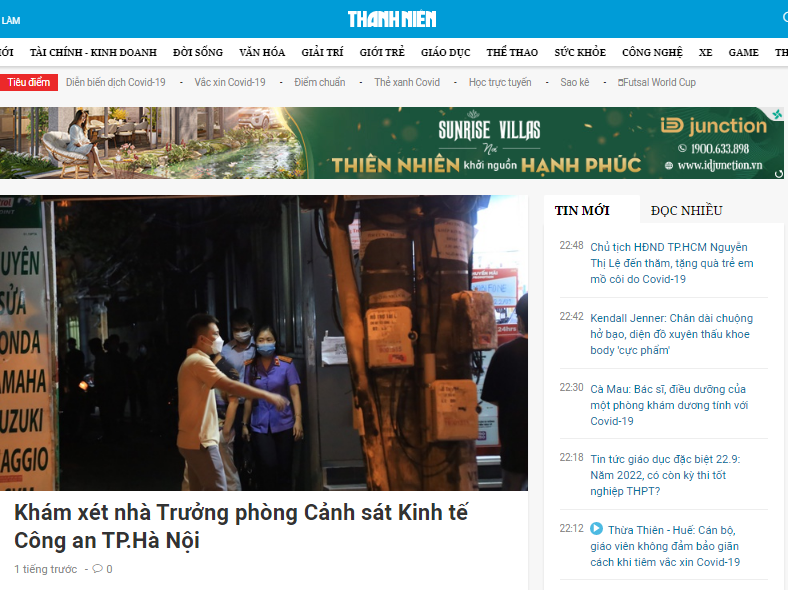 LÀM
THANH NIÊN
TÀI CHÍNH - KINH DOANH ĐỜI SỐNG VĂN HÓA GIẢI TRÍ GIỚI TRẺ GIÁO DỤC THỂ THAO SỨC KHỎE CÔNG NGHỆ XE GAME
Tiêu điểm Diễn biến dịch Covid-19 - Vắc xin Covid-19 - Điểm chuẩn - Thẻ xanh Covid - Học trực tuyến - Sao kê - Futsal World Cup
SUNRISE VILLAS
THIÊN NHIÊN khởi nguồn HẠNH PHÚC
iD junction
1900.633.898
www.idjunction.vn
UYÊN
SỬA
ONDA
AMAHA
UZUKI
AGGIO
Khám xét nhà Trưởng phòng Cảnh sát Kinh tế
Công an TP.Hà Nội
1 tiếng trước - 0
TIN MỚI ĐỌC NHIỀU
22:48 Chủ tịch HĐND TP.HCM Nguyễn
Thị Lệ đến thăm, tặng quà trẻ em
mồ côi do Covid-19
22:42 Kendall Jenner: Chân dài chuộng
hở bạo, diện đồ xuyên thấu khoe
body 'cực phẩm'
22:30 Cà Mau: Bác sĩ, điều dưỡng của
một phòng khám dương tính với
Covid-19
22:18 Tin tức giáo dục đặc biệt 22.9:
Năm 2022, có còn kỳ thi tốt
nghiệp THPT?
22:12 Thừa Thiên - Huế: Cán bộ,
giáo viên không đảm bảo giãn
cách khi tiêm vắc xin Covid-19